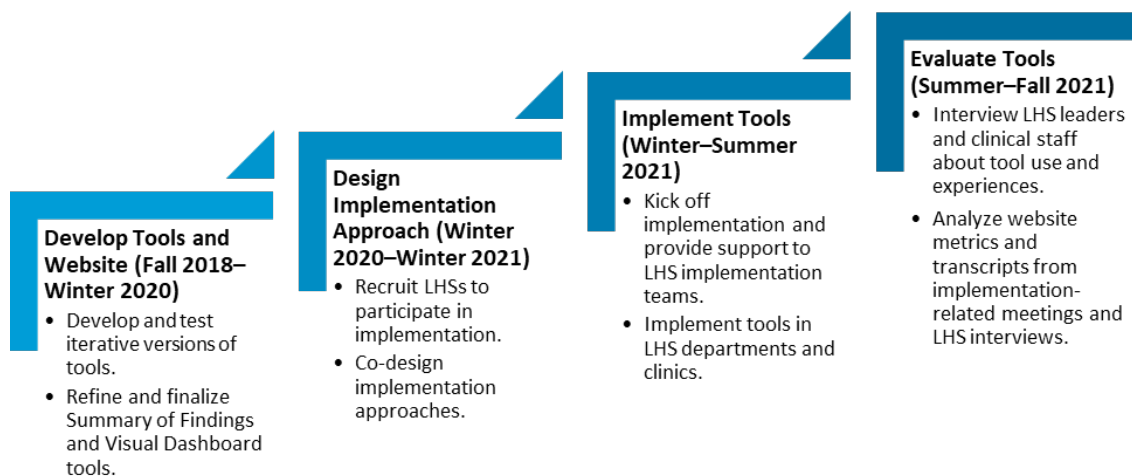 Develop Tools and
Website (Fall 2018–
Winter 2020)
• Develop and test
iterative versions of
tools.
• Refine and finalize
Summary of Findings
and Visual Dashboard
tools.
Design
Implementation
Approach (Winter
2020–Winter 2021)
• Recruit LHSs to
participate in
implementation.
• Co-design
implementation
approaches.
Implement Tools
(Winter–Summer
2021)
• Kick off
implementation and
provide support to
LHS implementation
teams.
• Implement tools in
LHS departments and
clinics.
Evaluate Tools
(Summer–Fall 2021)
• Interview LHS leaders
and clinical staff
about tool use and
experiences.
• Analyze website
metrics and
transcripts from
implementation-
related meetings and
LHS interviews.